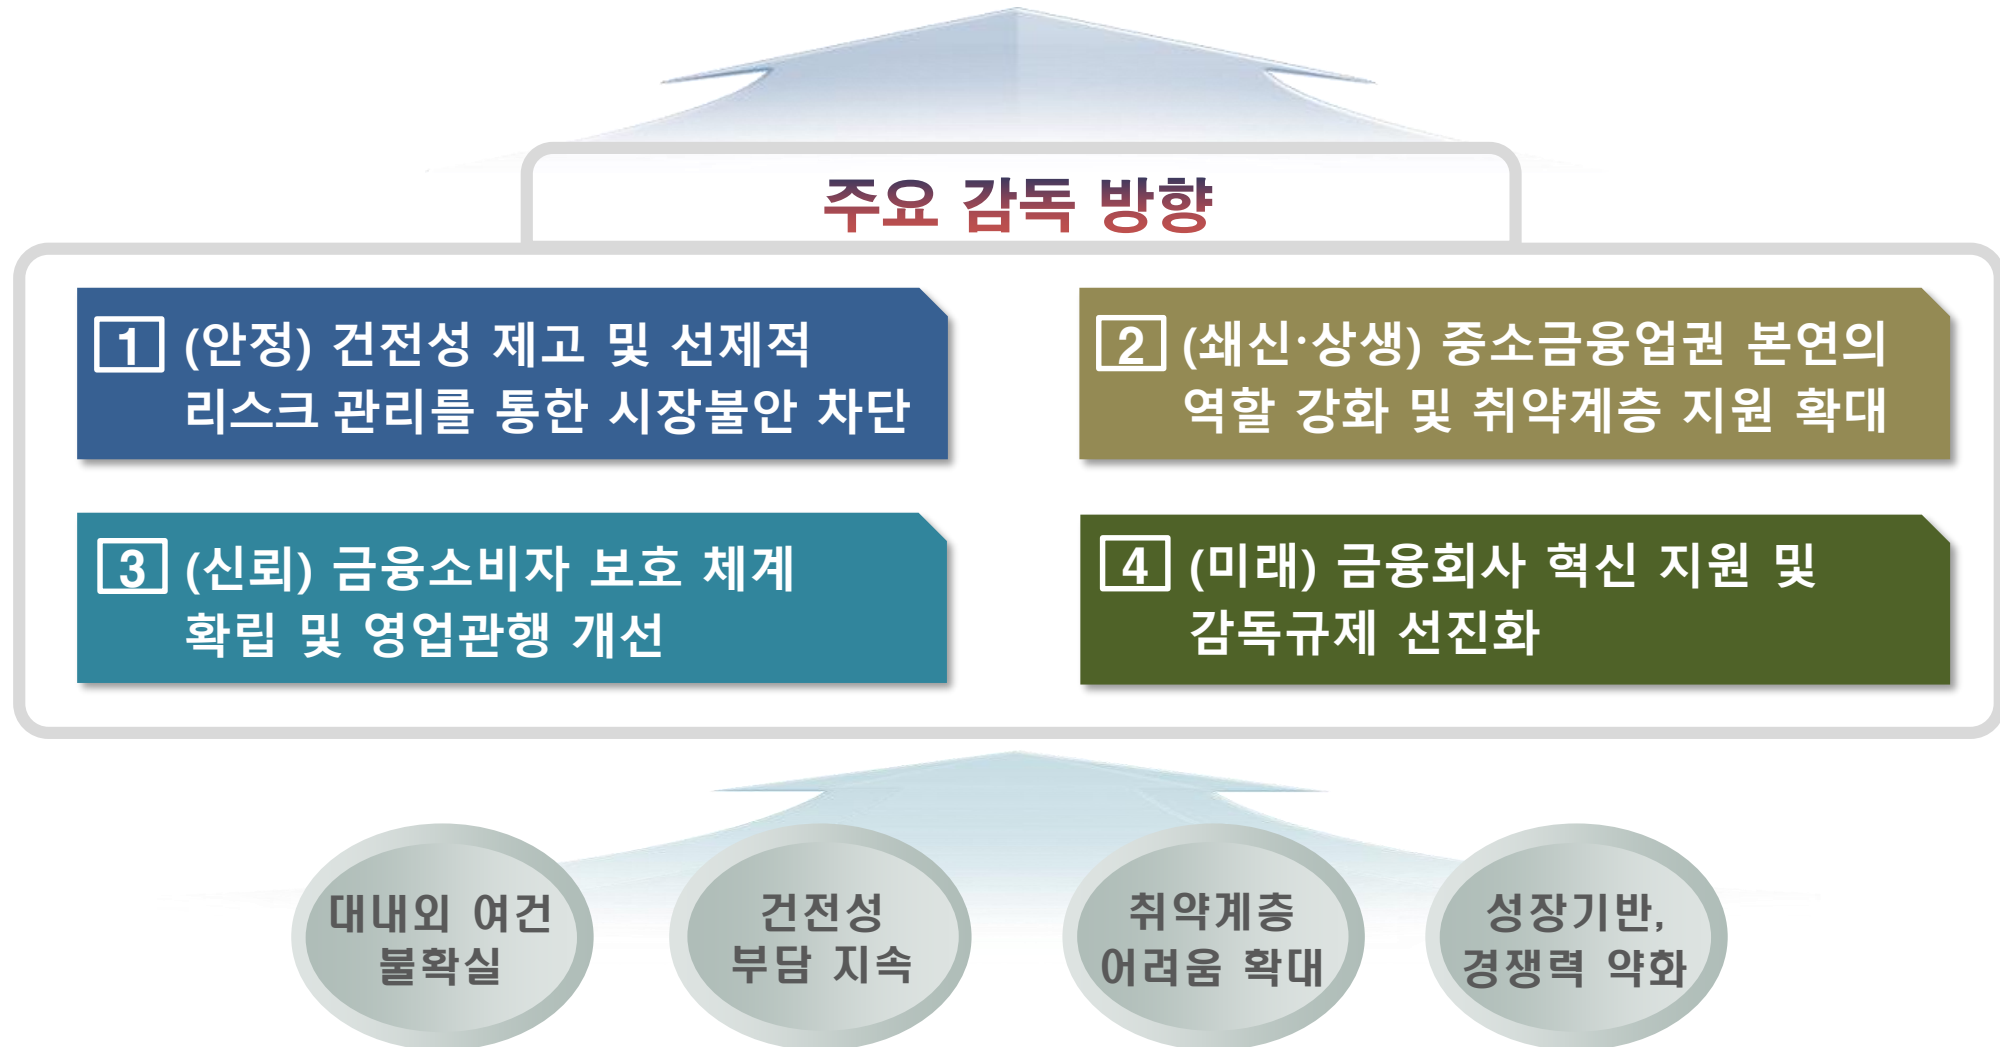 주요 감독 방향
1 (안정) 건전성 제고 및 선제적
리스크 관리를 통한 시장불안 차단
2 (쇄신·상생) 중소금융업권 본연의
역할 강화 및 취약계층 지원 확대
3 (신뢰) 금융소비자 보호 체계
확립 및 영업관행 개선
4 (미래) 금융회사 혁신 지원 및
감독규제 선진화
대내외 여건
불확실
건전성
부담 지속
취약계층
어려움 확대
성장기반,
경쟁력 약화